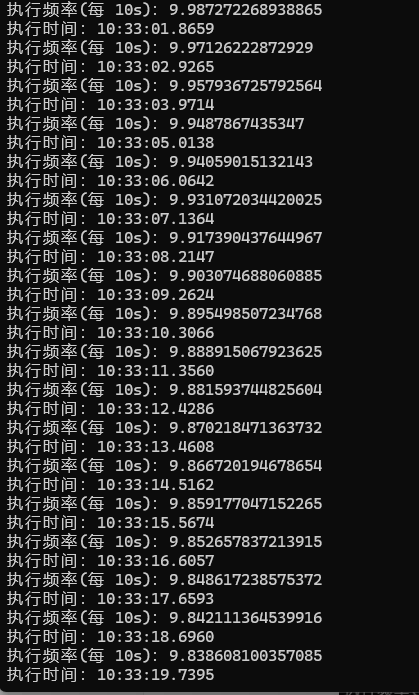 执行频率(每 10s): 9.987272268938865
执行时间: 10:33:01.8659
执行频率(每 10s): 9.97126222872929
执行时间: 10:33:02.9265
执行频率(每 10s): 9.957936725792564
执行时间: 10:33:03.9714
执行频率(每 10s): 9.9487867435347
执行时间: 10:33:05.0138
执行频率(每 10s): 9.94059015132143
执行时间: 10:33:06.0642
执行频率(每 10s): 9.931072034420025
执行时间: 10:33:07.1364
执行频率(每 10s): 9.917390437644967
执行时间: 10:33:08.2147
执行频率(每 10s): 9.903074688060885
执行时间: 10:33:09.2624
执行频率(每 10s): 9.895498507234768
执行时间: 10:33:10.3066
执行频率(每 10s): 9.888915067923625
执行时间: 10:33:11.3560
执行频率(每 10s): 9.881593744825604
执行时间: 10:33:12.4286
执行频率(每 10s): 9.870218471363732
执行时间: 10:33:13.4608
执行频率(每 10s): 9.866720194678654
执行时间: 10:33:14.5162
执行频率(每 10s): 9.859177047152265
执行时间: 10:33:15.5674
执行频率(每 10s): 9.852657837213915
执行时间: 10:33:16.6057
执行频率(每 10s): 9.848617238575372
执行时间: 10:33:17.6593
执行频率(每 10s): 9.842111364539916
执行时间: 10:33:18.6960
执行频率(每 10s): 9.838608100357085
执行时间: 10:33:19.7395